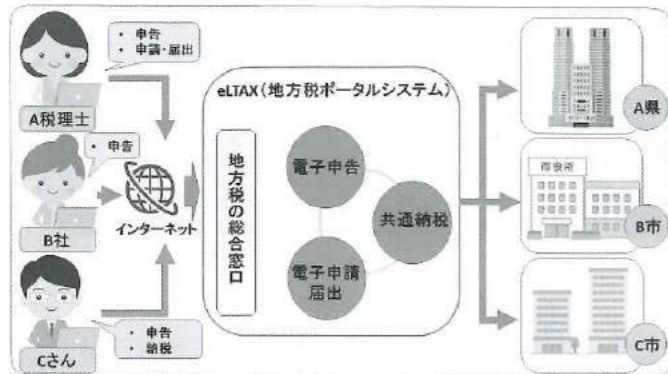 ・ 申告
・ 申請・届出
A税理士
・ 申告
B社
インターネット
・ 申告
・ 納税
Cさん
eLTAX(地方税ポータルシステム)
地方税の総合窓口
電子申告
共通納税
電子申請
届出
A県
市役所
B市
C市